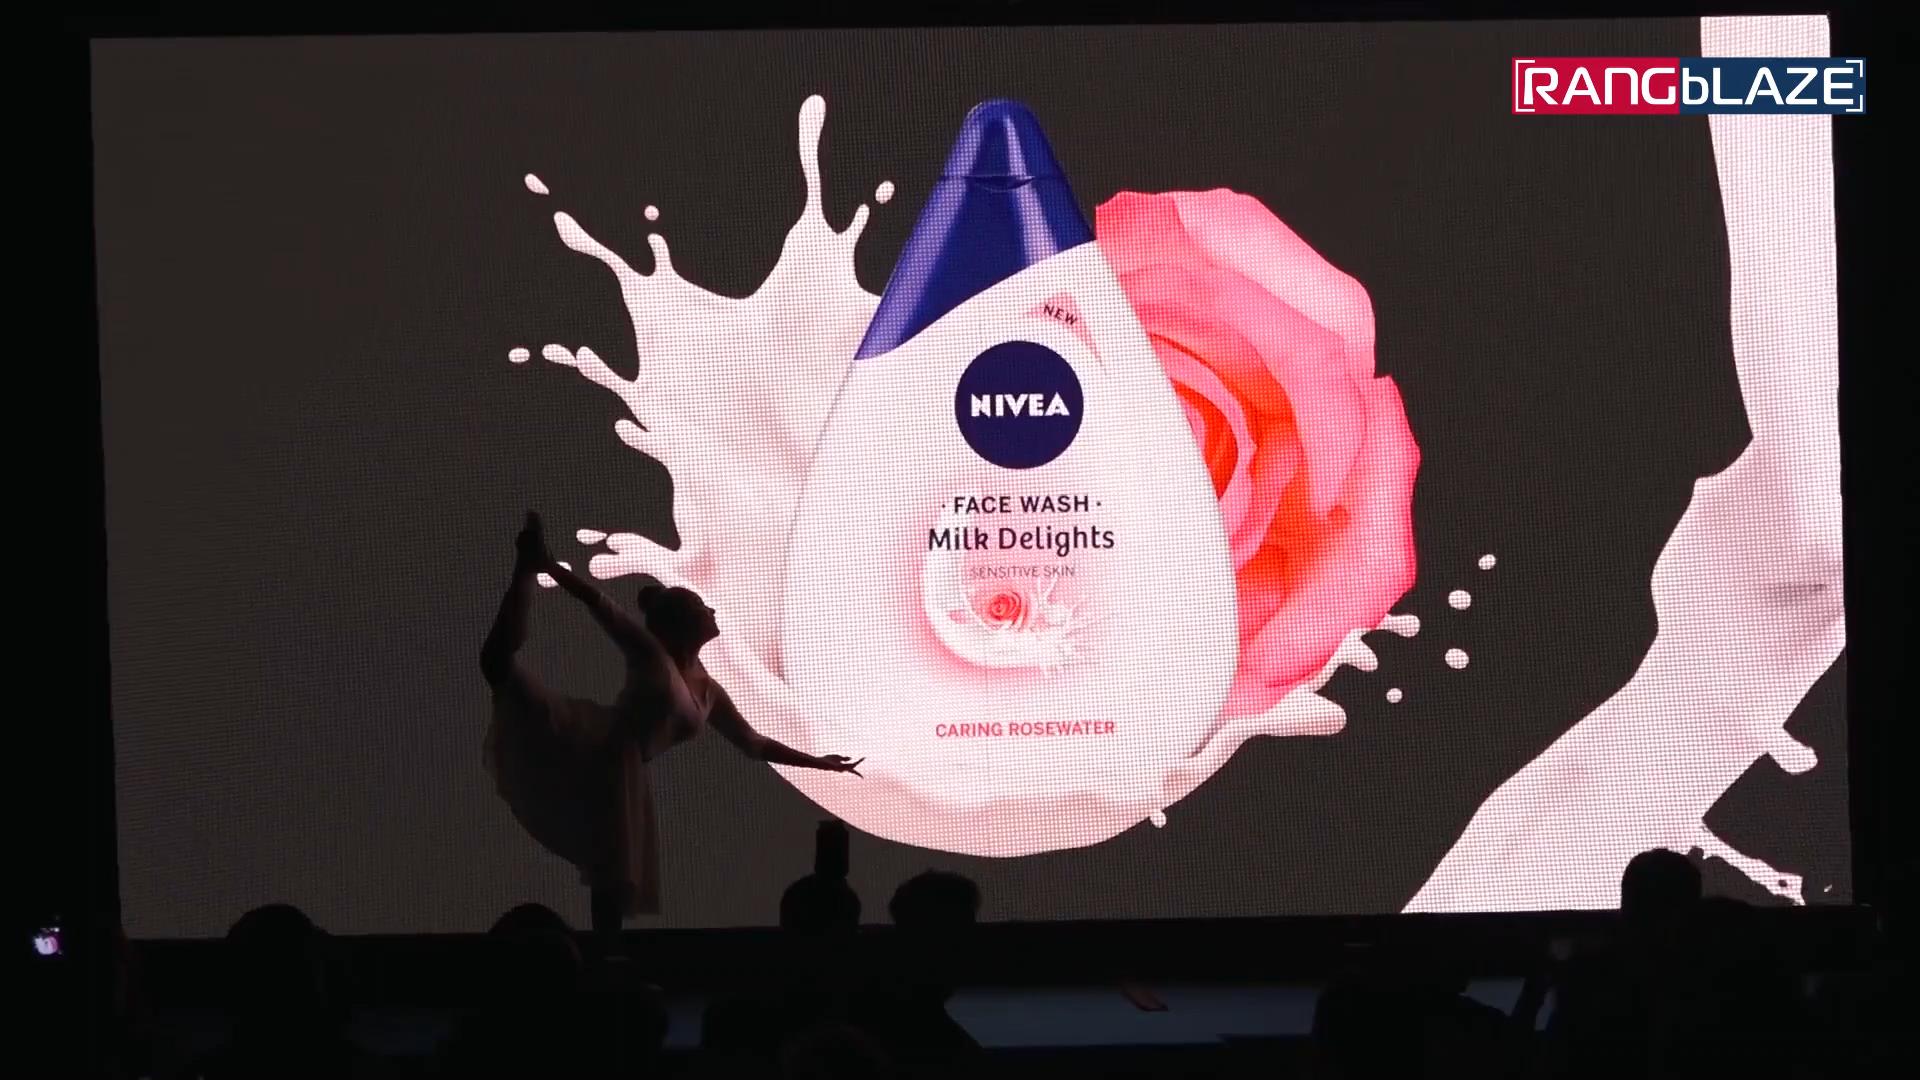 RANGbLAZE
NEW
NIVEA
· FACE WASH ·
Milk Delights
SENSITIVE SKIN
CARING ROSEWATER